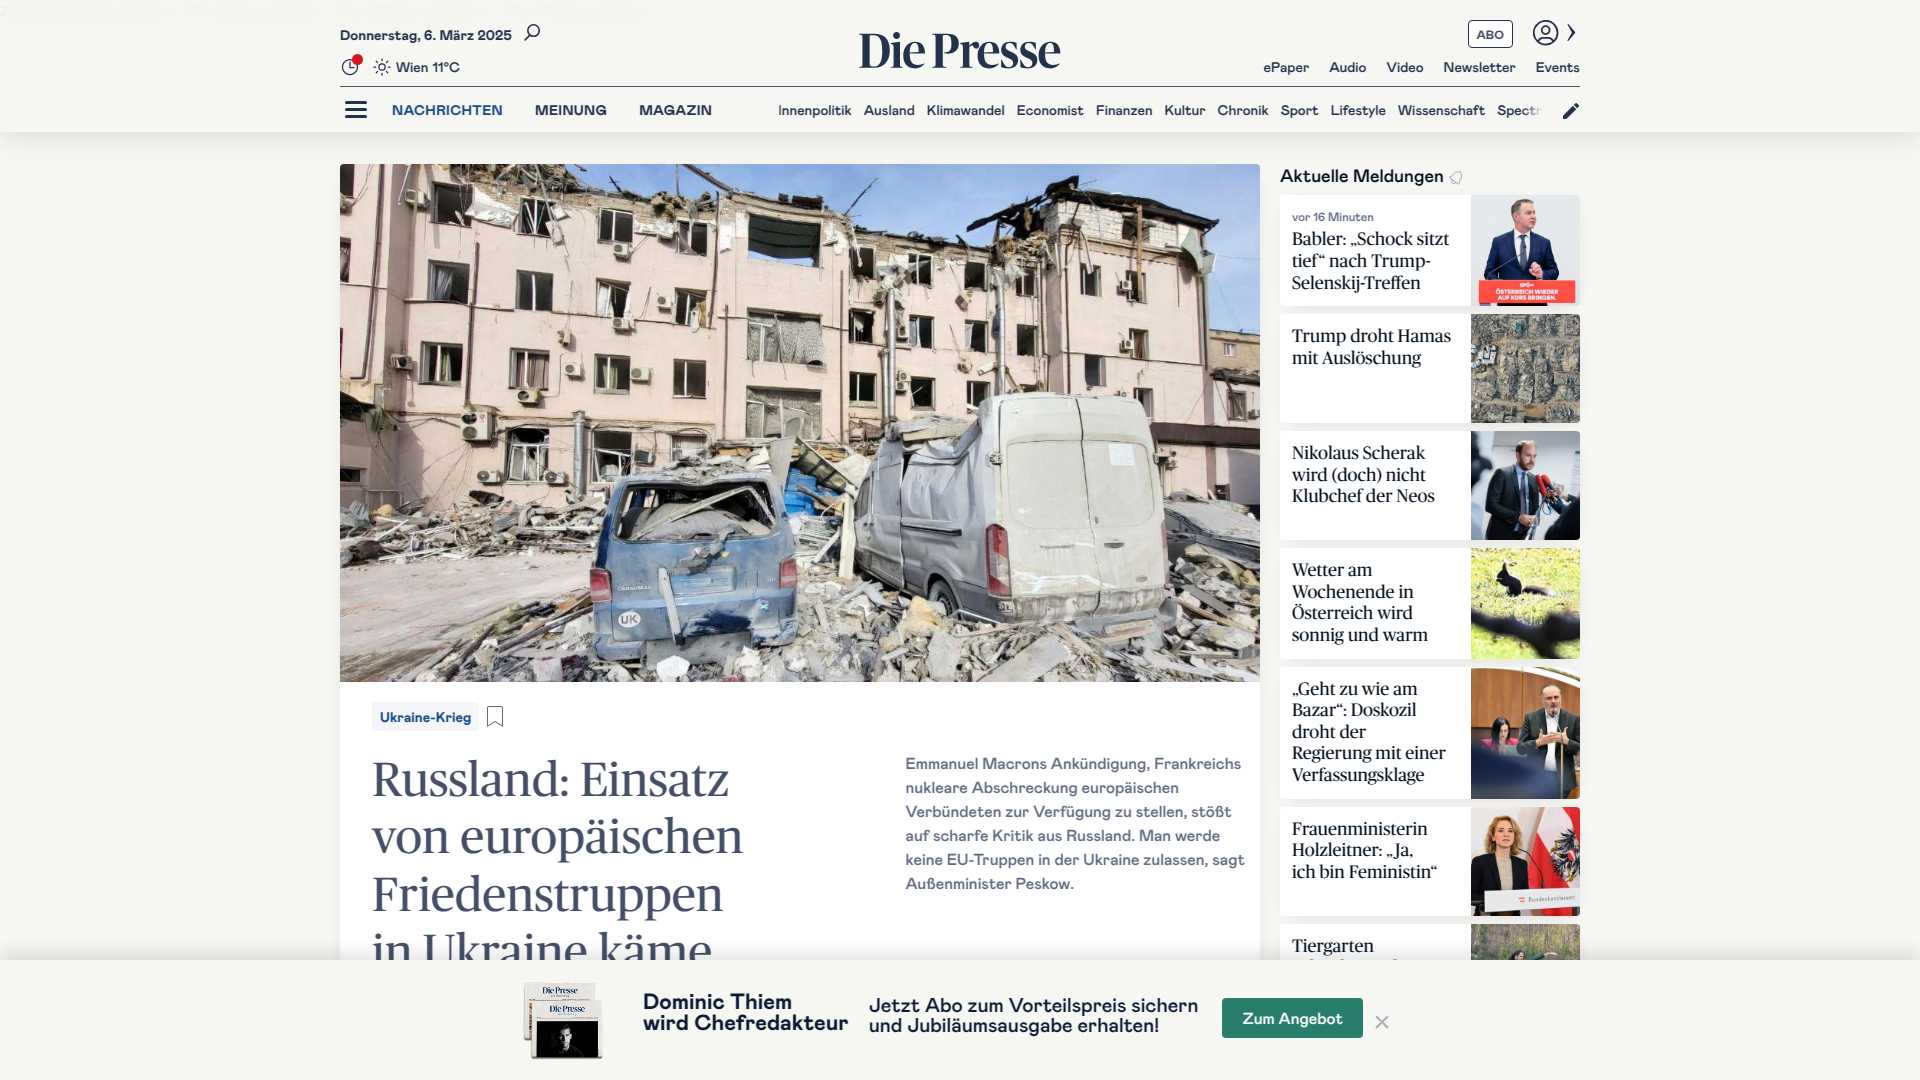 Donnerstag, 6. März 2025
Die Presse
ABO
Wien 11°C
ePaper Audio Video Newsletter Events
NACHRICHTEN MEINUNG MAGAZIN
Innenpolitik Ausland Klimawandel Economist Finanzen Kultur Chronik Sport Lifestyle Wissenschaft
UK
Ukraine-Krieg
Russland: Einsatz
von europäischen
Friedenstruppen
in Ukraine käme
Emmanuel Macrons Ankündigung, Frankreichs
nukleare Abschreckung europäischen
Verbündeten zur Verfügung zu stellen, stößt
auf scharfe Kritik aus Russland. Man werde
keine EU-Truppen in der Ukraine zulassen, sagt
Außenminister Peskow.
Aktuelle Meldungen
vor 16 Minuten
Babler: „Schock sitzt
tief“ nach Trump-
Selenskij-Treffen
ÖSTERREICH WIEDER
AUF KURS BRINGEN.
Trump droht Hamas
mit Auslöschung
Nikolaus Scherak
wird (doch) nicht
Klubchef der Neos
Wetter am
Wochenende in
Österreich wird
sonnig und warm
„Geht zu wie am
Bazar“: Doskozil
droht der
Regierung mit einer
Verfassungsklage
Frauenministerin
Holzleitner: „Ja,
ich bin Feministin“
Bundeskanzleramt
Tiergarten
Die Presse
Die Presse
Dominic Thiem
wird Chefredakteur
Jetzt Abo zum Vorteilspreis sichern
und Jubiläumsausgabe erhalten!
Zum Angebot